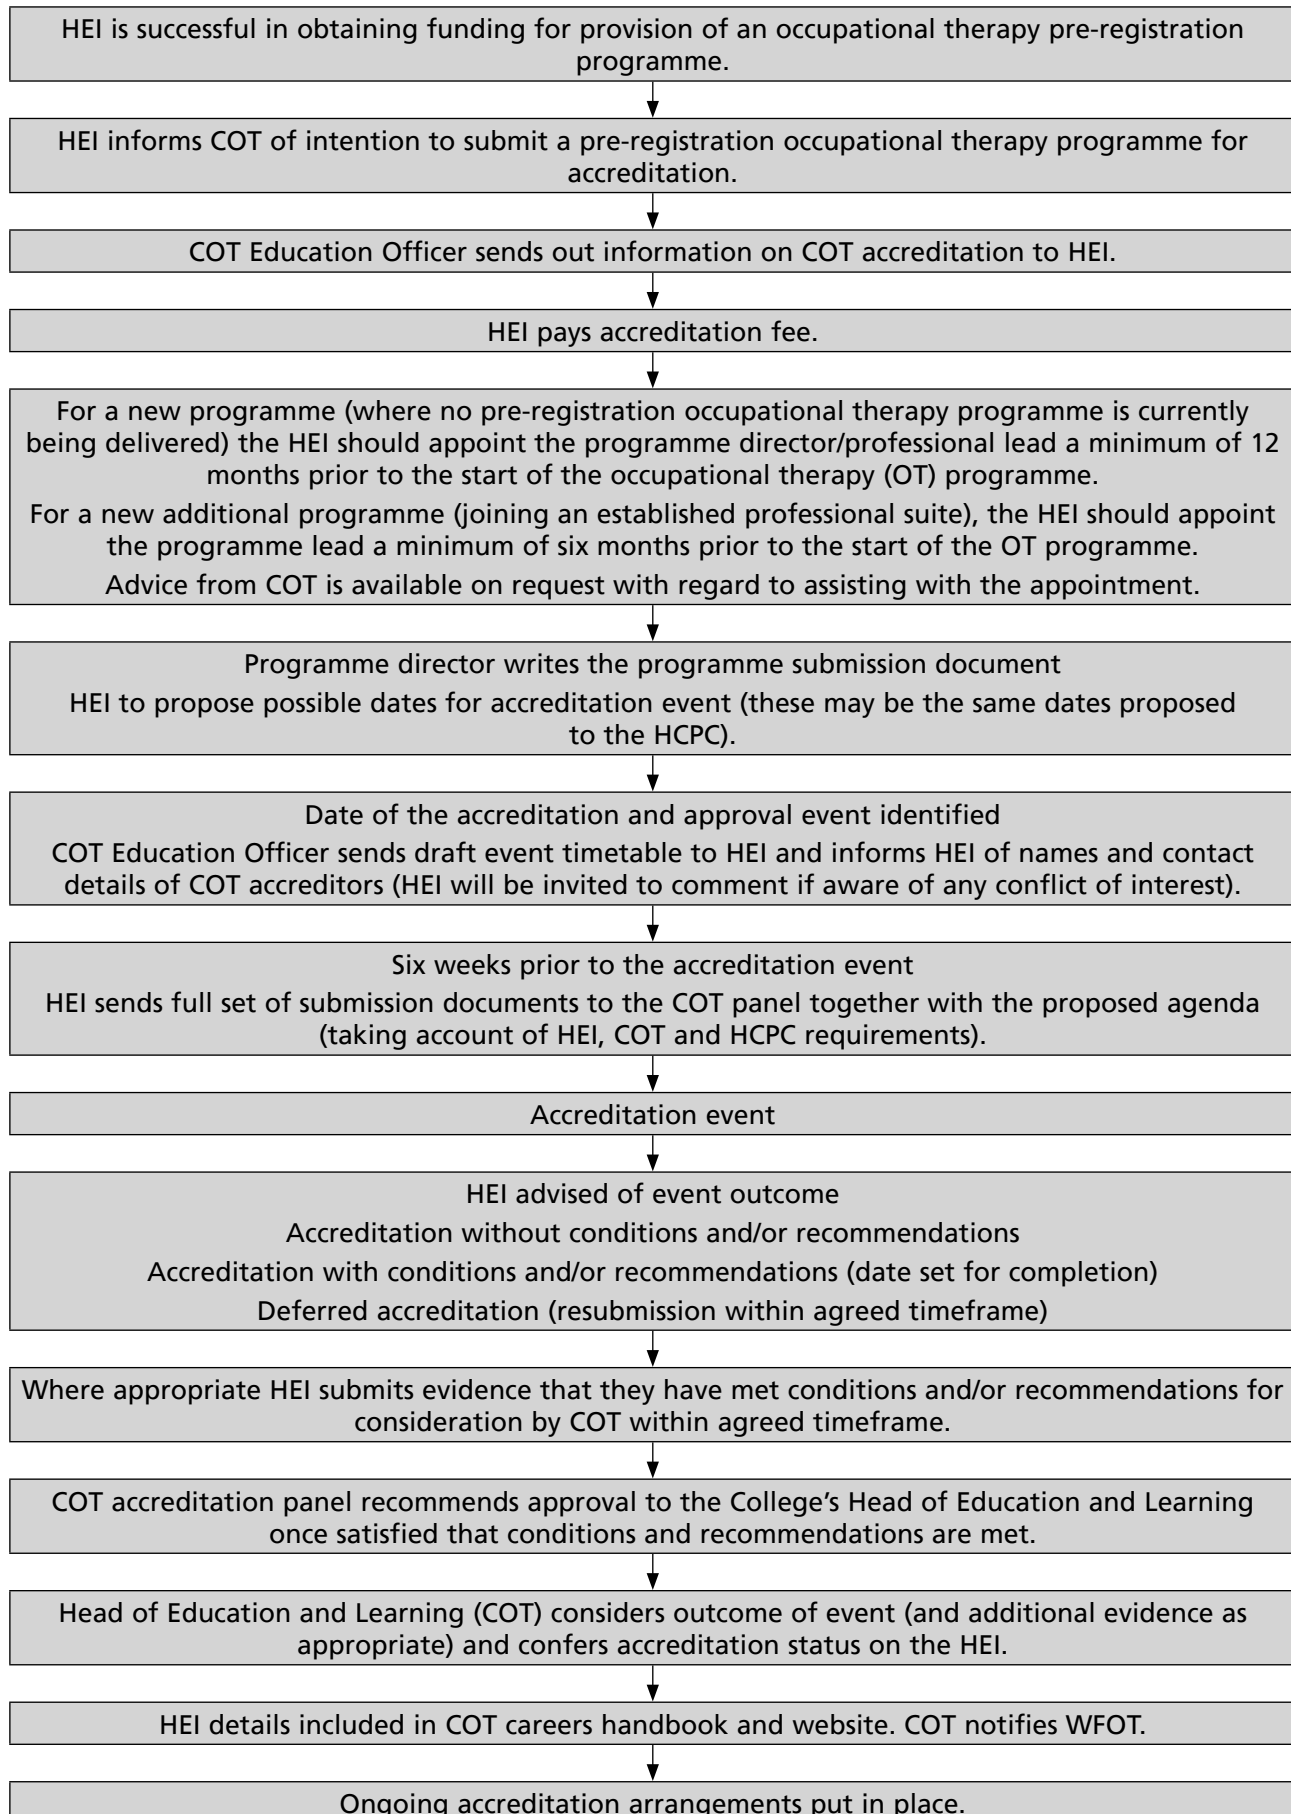 HEI is successful in obtaining funding for provision of an occupational therapy pre-registration
programme.
HEI informs COT of intention to submit a pre-registration occupational therapy programme for
accreditation.
COT Education Officer sends out information on COT accreditation to HEI.
HEI pays accreditation fee.
For a new programme (where no pre-registration occupational therapy programme is currently
being delivered) the HEI should appoint the programme director/professional lead a minimum of 12
months prior to the start of the occupational therapy (OT) programme.
For a new additional programme (joining an established professional suite), the HEI should appoint
the programme lead a minimum of six months prior to the start of the OT programme.
Advice from COT is available on request with regard to assisting with the appointment.
Programme director writes the programme submission document
HEI to propose possible dates for accreditation event (these may be the same dates proposed
to the HCPC).
Date of the accreditation and approval event identified
COT Education Officer sends draft event timetable to HEI and informs HEI of names and contact
details of COT accreditors (HEI will be invited to comment if aware of any conflict of interest).
Six weeks prior to the accreditation event
HEI sends full set of submission documents to the COT panel together with the proposed agenda
(taking account of HEI, COT and HCPC requirements).
Accreditation event
HEI advised of event outcome
Accreditation without conditions and/or recommendations
Accreditation with conditions and/or recommendations (date set for completion)
Deferred accreditation (resubmission within agreed timeframe)
Where appropriate HEI submits evidence that they have met conditions and/or recommendations for
consideration by COT within agreed timeframe.
COT accreditation panel recommends approval to the College's Head of Education and Learning
once satisfied that conditions and recommendations are met.
Head of Education and Learning (COT) considers outcome of event (and additional evidence as
appropriate) and confers accreditation status on the HEI.
HEI details included in COT careers handbook and website. COT notifies WFOT.
Ongoing accreditation arrangements put in place.